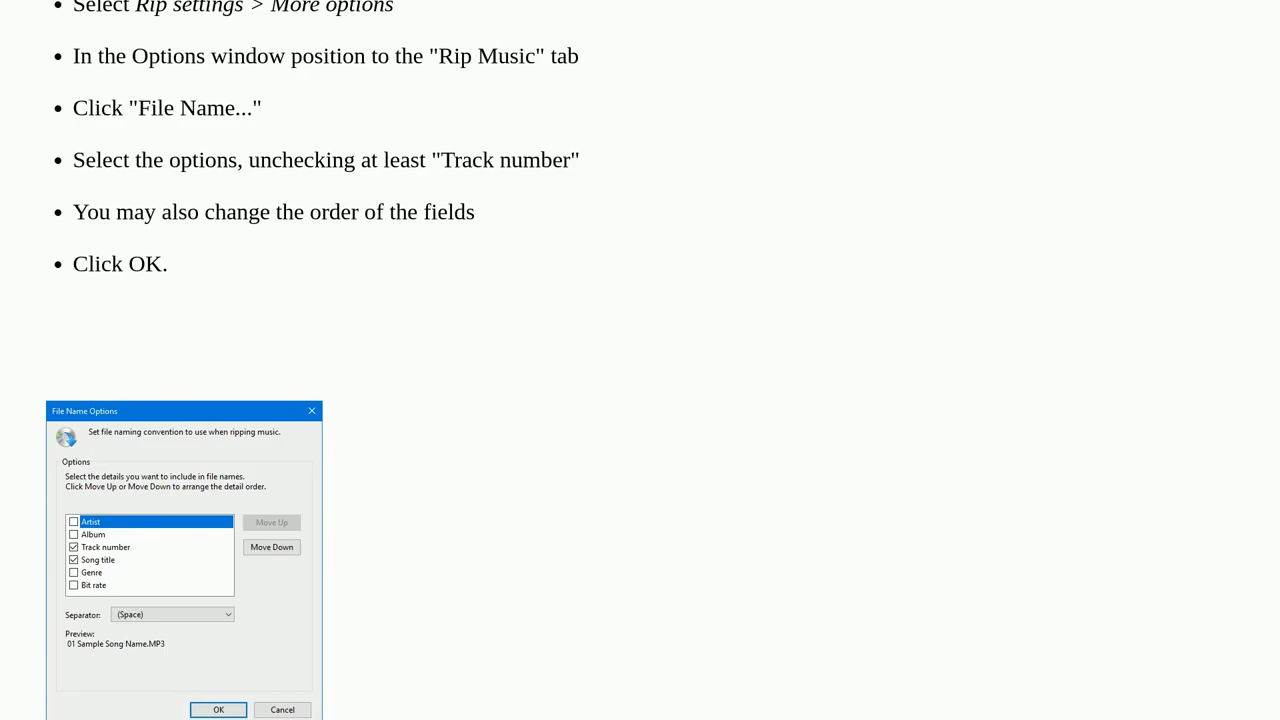 Select Rip settings > More options
In the Options window position to the "Rip Music" tab
Click "File Name..."
Select the options, unchecking at least "Track number"
You may also change the order of the fields
Click OK.
File Name Options
Set file naming convention to use when ripping music.
Options
Select the details you want to include in file names.
Click Move Up or Move Down to arrange the detail order.
Artist
Move Up
Album
Track number
Move Down
Song title
Genre
Bit rate
Separator: (Space)
Preview:
01 Sample Song Name.MP3
OK Cancel